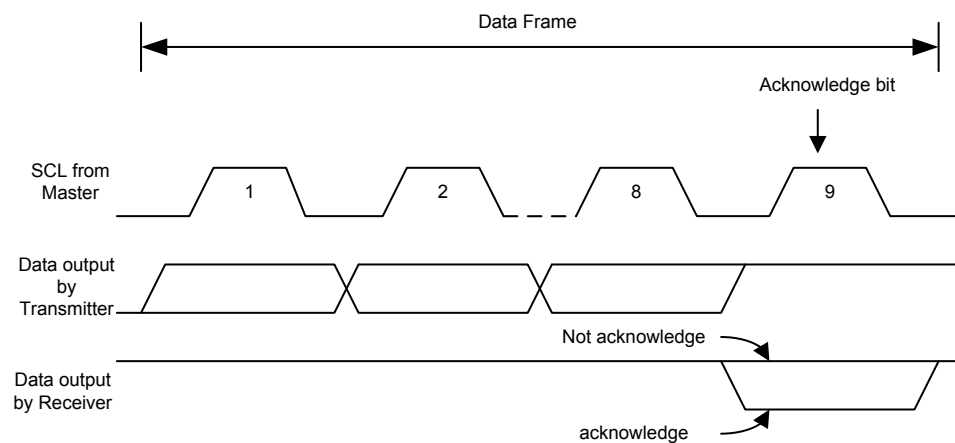 Data Frame
Acknowledge bit
SCL from
Master
1
2
8
9
Data output
by
Transmitter
Not acknowledge
Data output
by Receiver
acknowledge